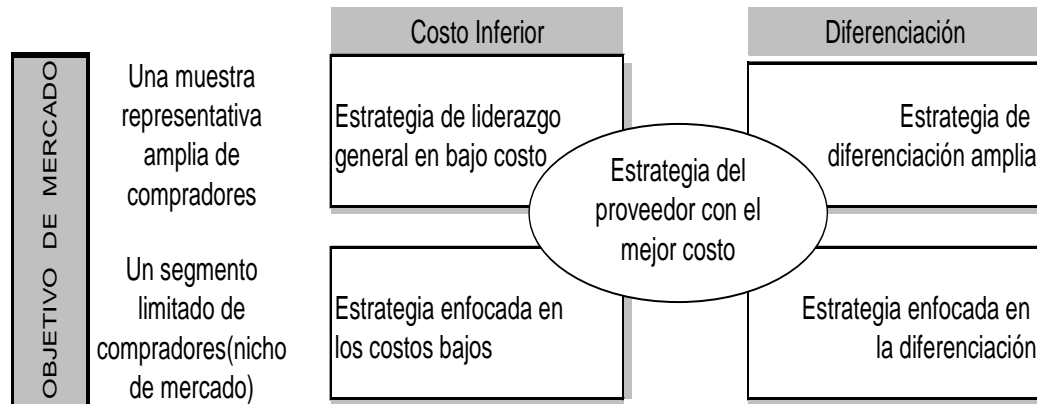 Costo Inferior
Diferenciación
OBJETIVO DE MERCADO
Una muestra
representativa
amplia de
compradores
Estrategia de liderazgo
general en bajo costo
Estrategia de
diferenciación amplia
Estrategia del
proveedor con el
mejor costo
Un segmento
limitado de
compradores(nicho
de mercado)
Estrategia enfocada en
los costos bajos
Estrategia enfocada en
la diferenciación